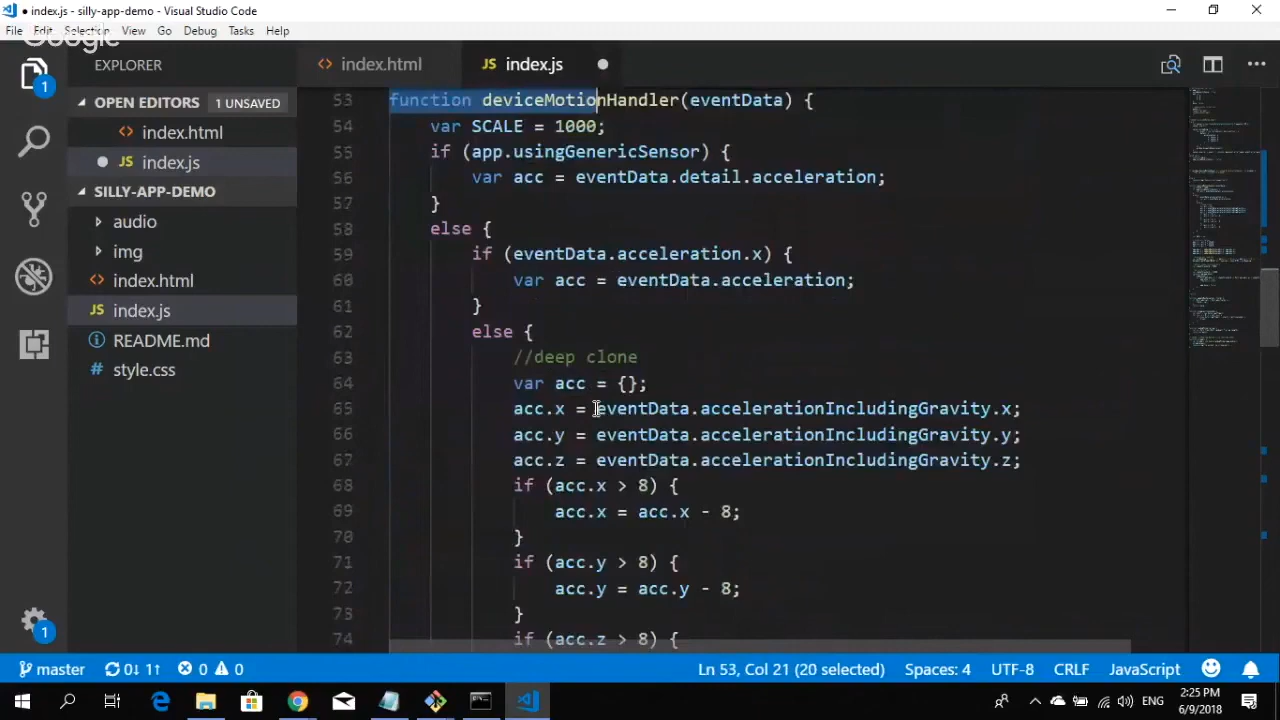 index.js - silly-app-demo - Visual Studio Code
File Edit Selection View Go Debug Tasks Help
Google
EXPLORER
index.html
JS index.js
OPEN EDITORS 1 UNSAVED
index.html
JS index.js
SILLY-APP-DEMO
audio
img
index.html
JS index.js
README.md
# style.css
1
1
53 function deviceMotionHandler(eventData) {
54 var SCALE = 1000;
55 if (app.usingGenericSensor) {
56 var acc = eventData.detail.acceleration;
57 }
58 else {
59 if (eventData.acceleration.x) {
60 var acc = eventData.acceleration;
61 }
62 else {
63 //deep clone
64 var acc = {};
65 acc.x = eventData.accelerationIncludingGravity.x;
66 acc.y = eventData.accelerationIncludingGravity.y;
67 acc.z = eventData.accelerationIncludingGravity.z;
68 if (acc.x > 8) {
69 acc.x = acc.x - 8;
70 }
71 if (acc.y > 8) {
72 acc.y = acc.y - 8;
73 }
74 if (acc.z > 8) {
master 0↓ 1↑ 0 0 Ln 53, Col 21 (20 selected) Spaces: 4 UTF-8 CRLF JavaScript
ENG
2:25 PM
6/9/2018